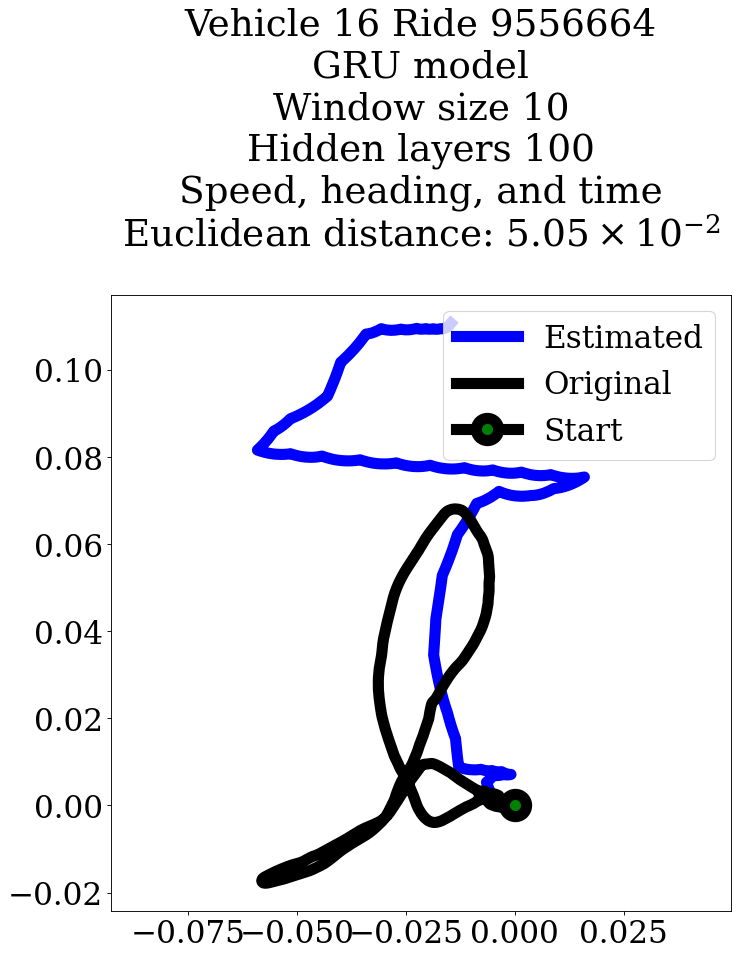 Vehicle 16 Ride 9556664
GRU model
Window size 10
Hidden layers 100
Speed, heading, and time
Euclidean distance: 5.05 × 10⁻²
Estimated
Original
Start
0.10
0.08
0.06
0.04
0.02
0.00
−0.02
−0.075 −0.050 −0.025 0.000 0.025